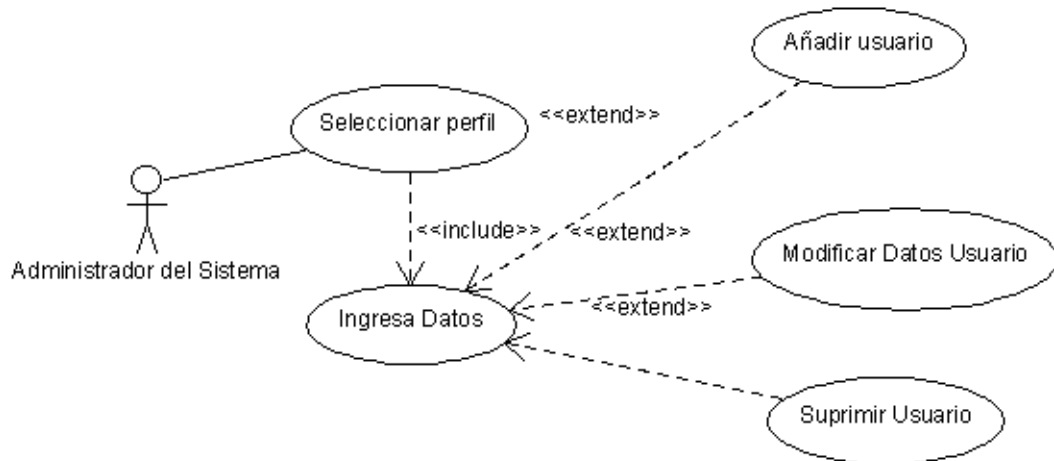 Añadir usuario
Seleccionar perfil
<<extend>>
<<include>>
<<extend>>
Modificar Datos Usuario
Administrador del Sistema
<<extend>>
Ingresa Datos
Suprimir Usuario